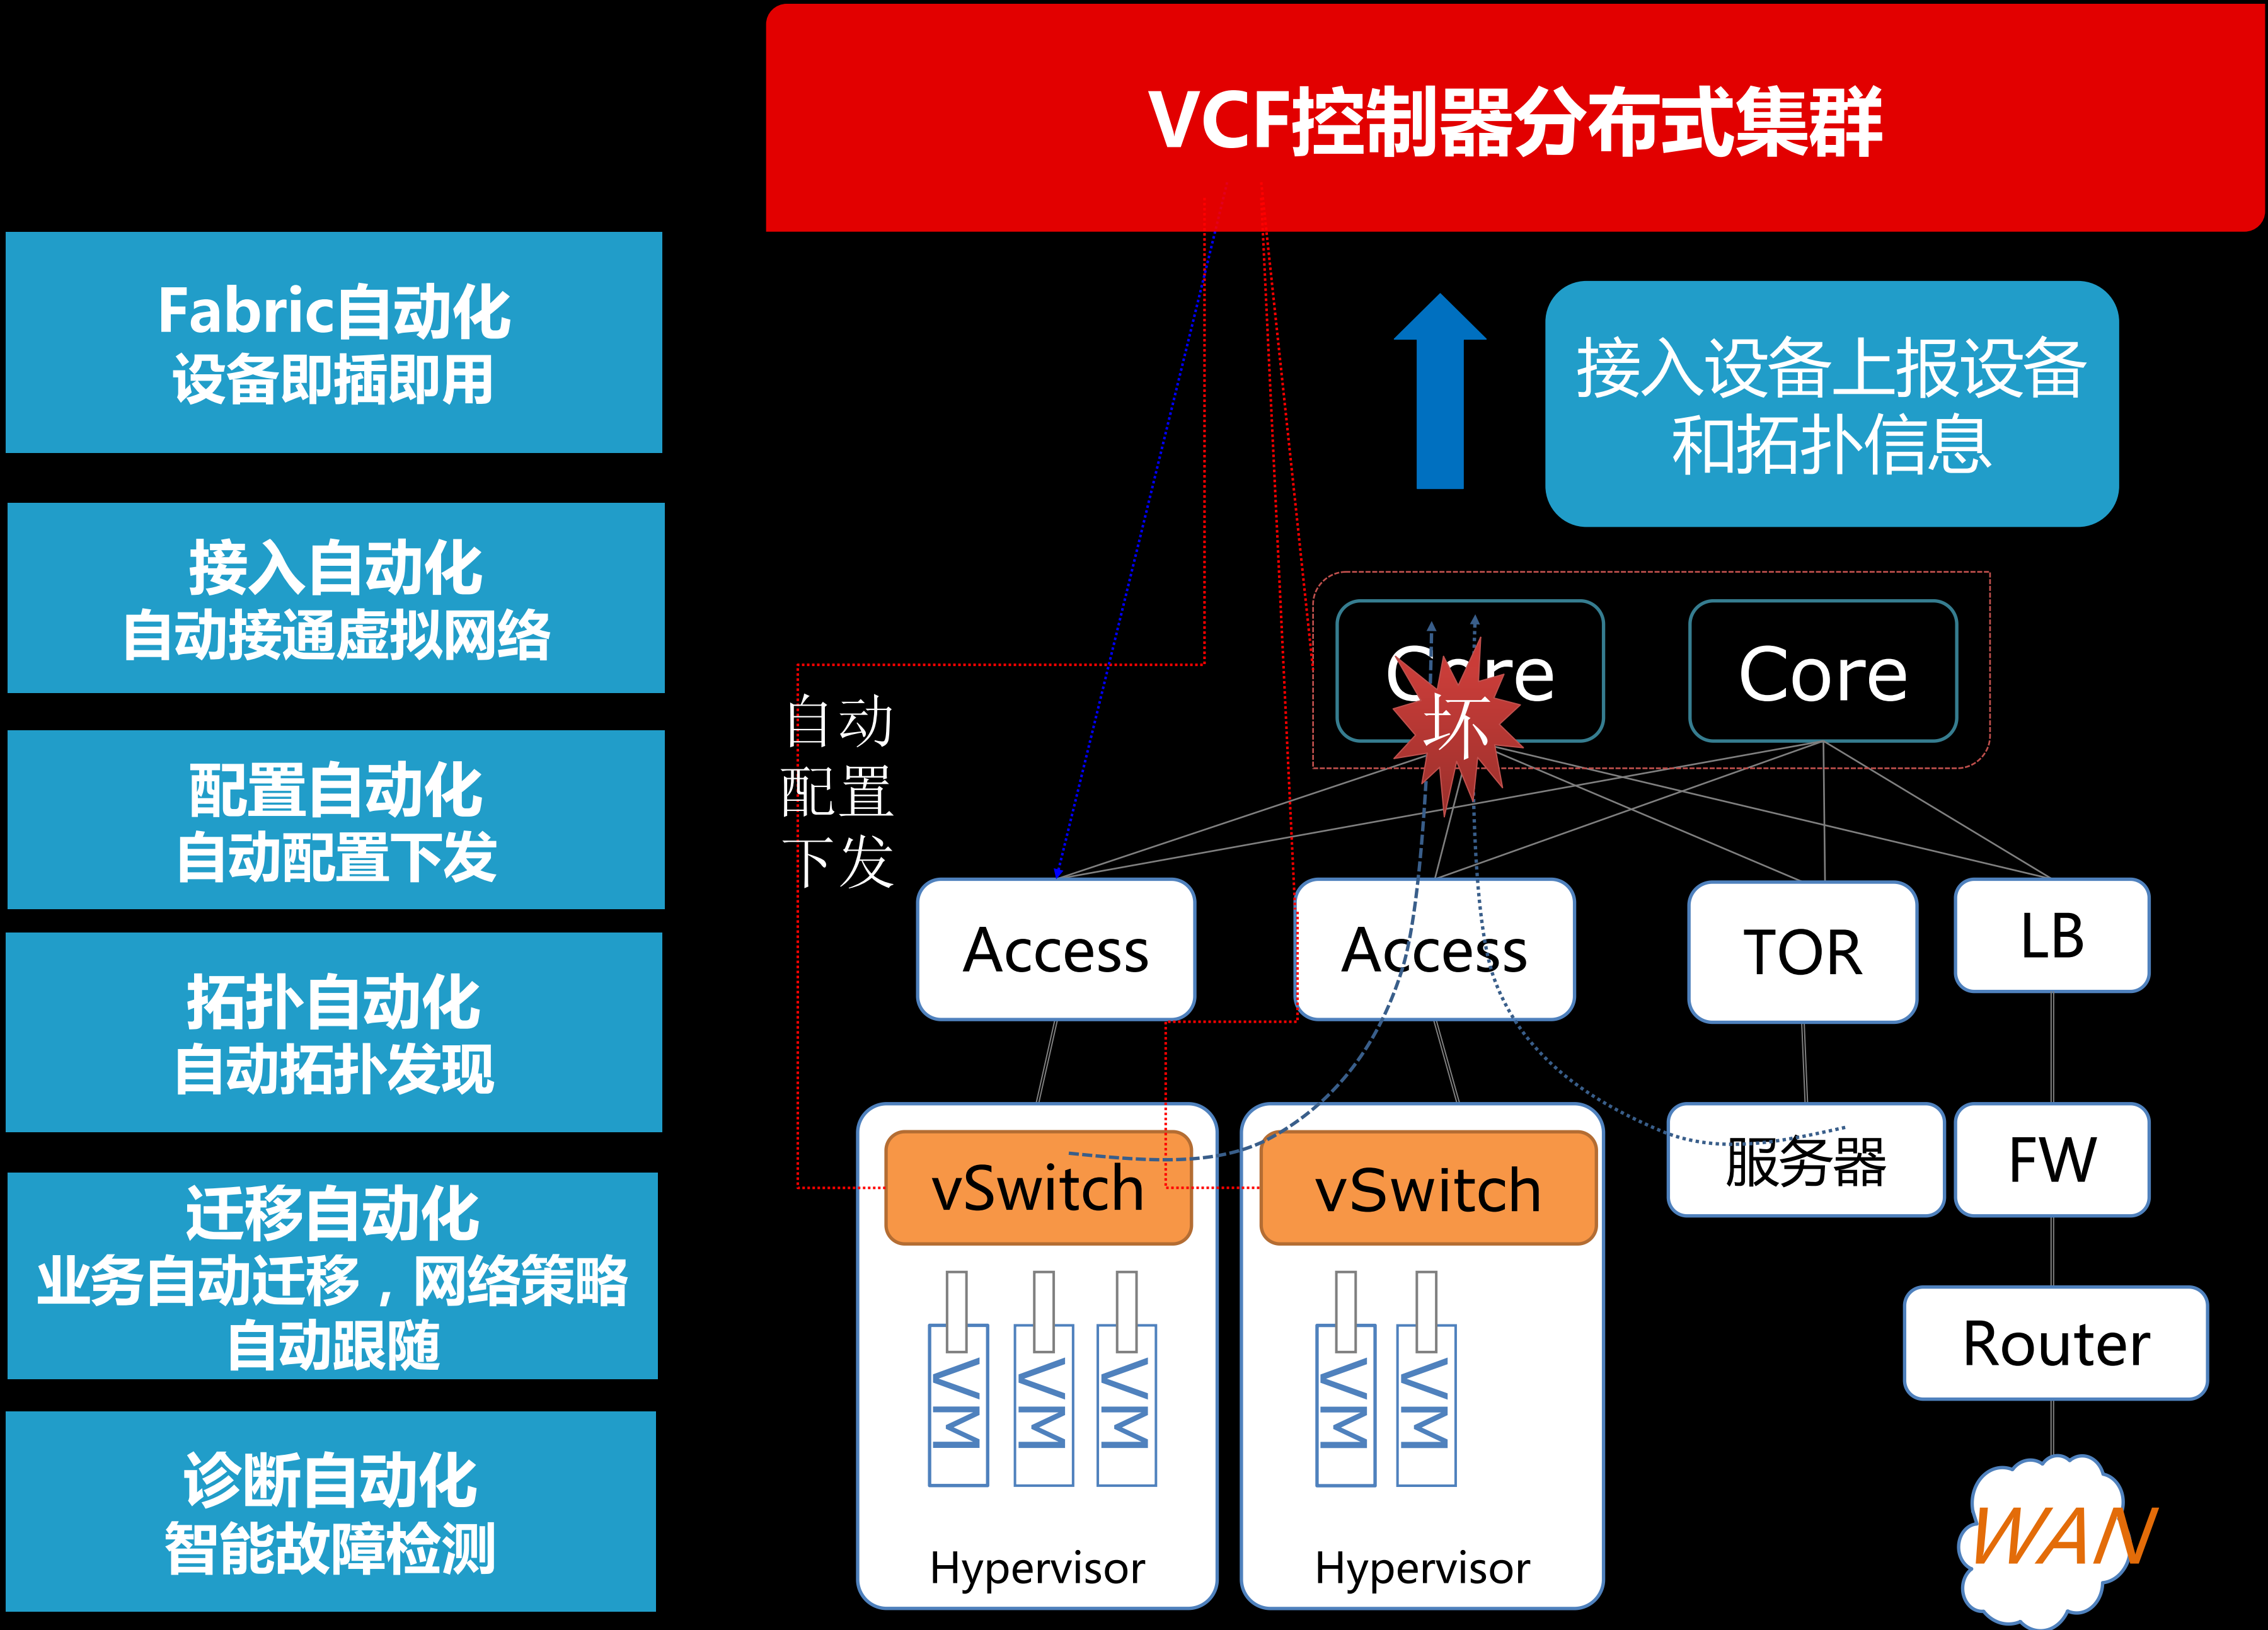 VCF控制器分布式集群
Fabric自动化
设备即插即用
接入自动化
自动接通虚拟网络
配置自动化
自动配置下发
拓扑自动化
自动拓扑发现
迁移自动化
业务自动迁移，网络策略
自动跟随
诊断自动化
智能故障检测
接入设备上报设备
和拓扑信息
自动
配置
下发
Core
Core
坏
Access
Access
TOR
LB
vSwitch
vSwitch
服务器
FW
VM
VM
VM
VM
VM
Router
Hypervisor
Hypervisor
WAN